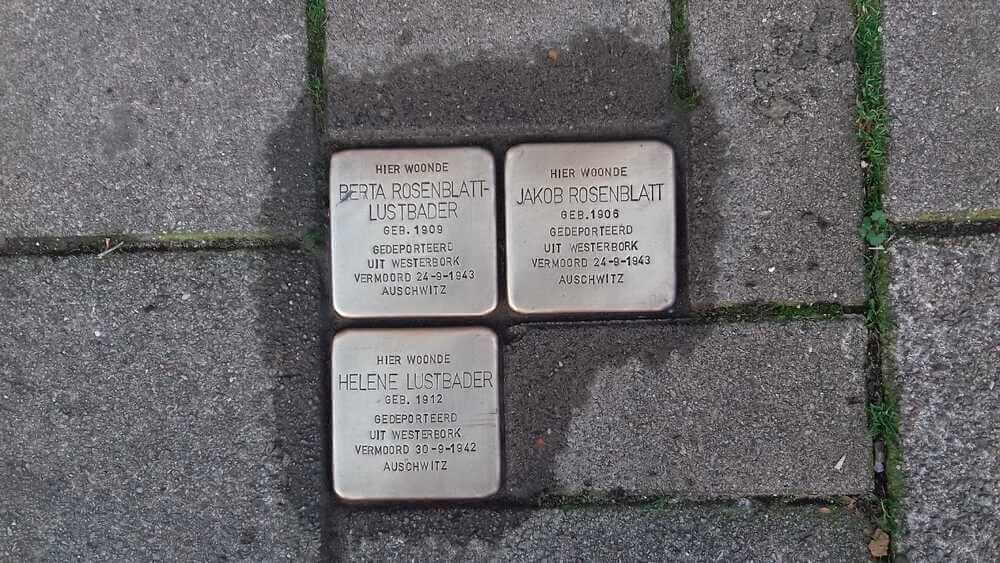 HIER WOONDE
BERTA ROSENBLATT-
LUSTBADER
GEB. 1909
GEDEPORTEERD
UIT WESTERBORK
VERMOORD 24-9-1943
AUSCHWITZ
HIER WOONDE
JAKOB ROSENBLATT
GEB. 1906
GEDEPORTEERD
UIT WESTERBORK
VERMOORD 24-9-1943
AUSCHWITZ
HIER WOONDE
HELENE LUSTBADER
GEB. 1912
GEDEPORTEERD
UIT WESTERBORK
VERMOORD 30-9-1942
AUSCHWITZ